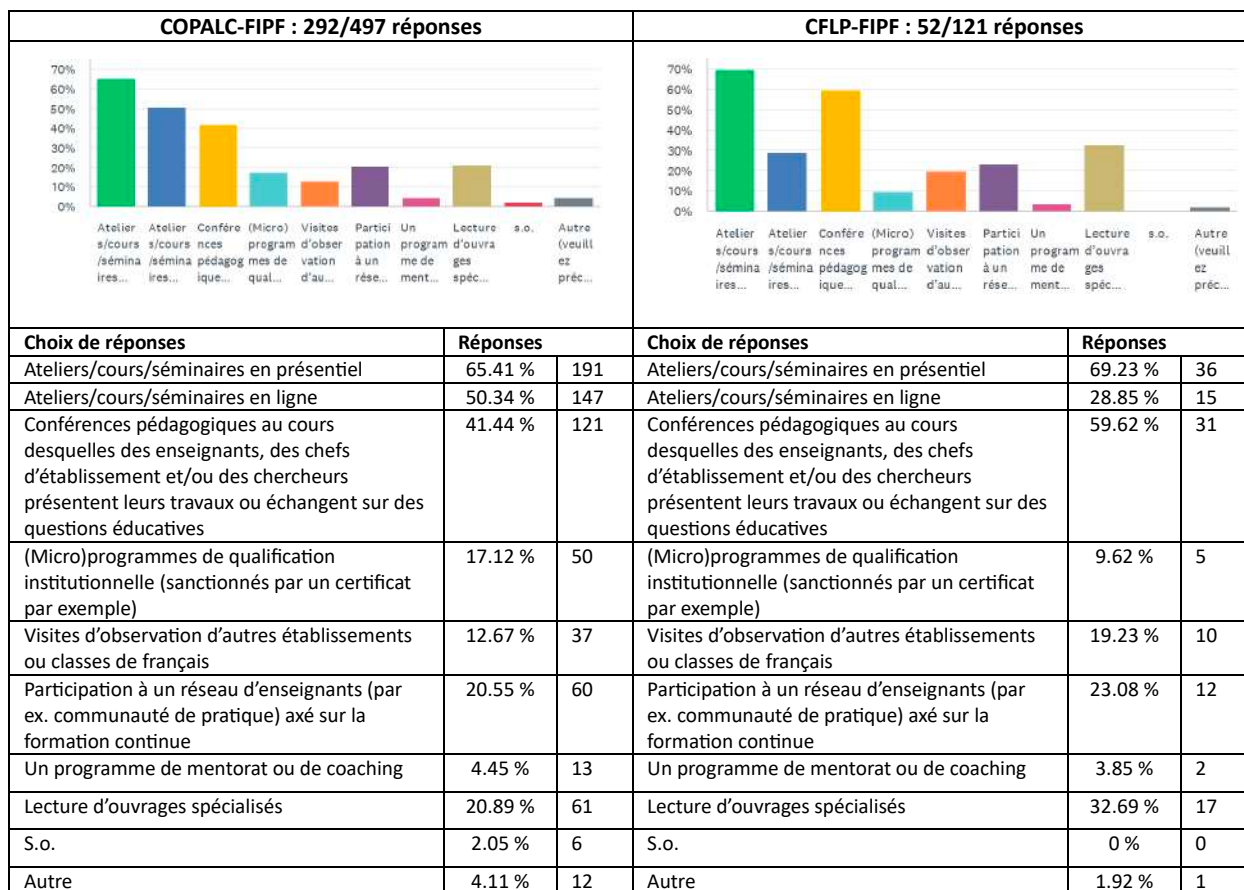 COPALC-FIPF : 292/497 réponses
CFLP-FIPF : 52/121 réponses
70%
60%
50%
40%
30%
20%
10%
0%
Atelier Atelier Confére (Micro) Visites Partici Un Lecture s.o. Autre
s/cours s/cours nces program d'obser pation program d'ouvra (veuill
/sémina /sémina pédagog mes de vation à un me de ges ez
ires... ires... ique... qual... d'au... rése... ment... spéc... préc...
70%
60%
50%
40%
30%
20%
10%
0%
Atelier Atelier Confére (Micro) Visites Partici Un Lecture s.o. Autre
s/cours s/cours nces program d'obser pation program d'ouvra (veuill
/sémina /sémina pédagog mes de vation à un me de ges ez
ires... ires... ique... qual... d'au... rése... ment... spéc... préc...
Choix de réponses Réponses Choix de réponses Réponses
Ateliers/cours/séminaires en présentiel 65.41 % 191 Ateliers/cours/séminaires en présentiel 69.23 % 36
Ateliers/cours/séminaires en ligne 50.34 % 147 Ateliers/cours/séminaires en ligne 28.85 % 15
Conférences pédagogiques au cours 41.44 % 121 Conférences pédagogiques au cours 59.62 % 31
desquelles des enseignants, des chefs desquelles des enseignants, des chefs
d'établissement et/ou des chercheurs d'établissement et/ou des chercheurs
présentent leurs travaux ou échangent sur des présentent leurs travaux ou échangent sur des
questions éducatives questions éducatives
(Micro)programmes de qualification 17.12 % 50 (Micro)programmes de qualification 9.62 % 5
institutionnelle (sanctionnés par un certificat institutionnelle (sanctionnés par un certificat
par exemple) par exemple)
Visites d'observation d'autres établissements 12.67 % 37 Visites d'observation d'autres établissements 19.23 % 10
ou classes de français ou classes de français
Participation à un réseau d'enseignants (par 20.55 % 60 Participation à un réseau d'enseignants (par 23.08 % 12
ex. communauté de pratique) axé sur la ex. communauté de pratique) axé sur la
formation continue formation continue
Un programme de mentorat ou de coaching 4.45 % 13 Un programme de mentorat ou de coaching 3.85 % 2
Lecture d'ouvrages spécialisés 20.89 % 61 Lecture d'ouvrages spécialisés 32.69 % 17
S.o. 2.05 % 6 S.o. 0 % 0
Autre 4.11 % 12 Autre 1.92 % 1